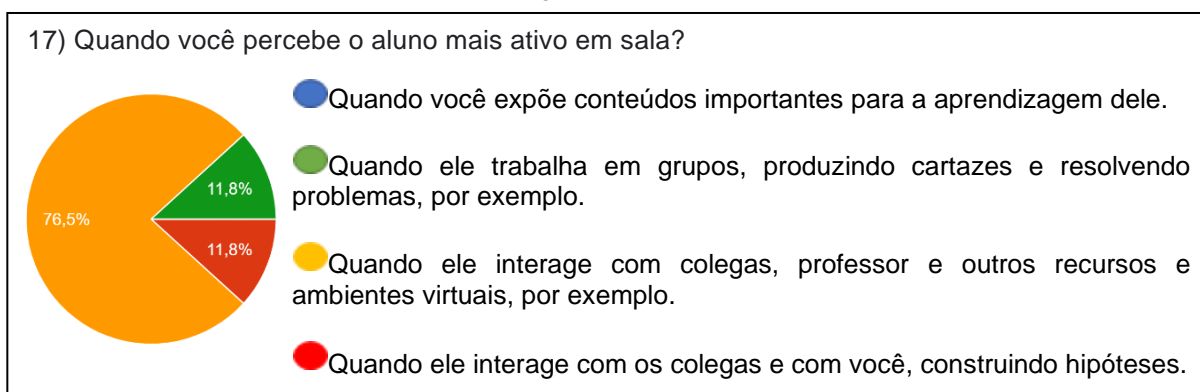 17) Quando você percebe o aluno mais ativo em sala?
Quando você expõe conteúdos importantes para a aprendizagem dele.
Quando ele trabalha em grupos, produzindo cartazes e resolvendo
problemas, por exemplo.
Quando ele interage com colegas, professor e outros recursos e
ambientes virtuais, por exemplo.
Quando ele interage com os colegas e com você, construindo hipóteses.
11,8%
76,5%
11,8%